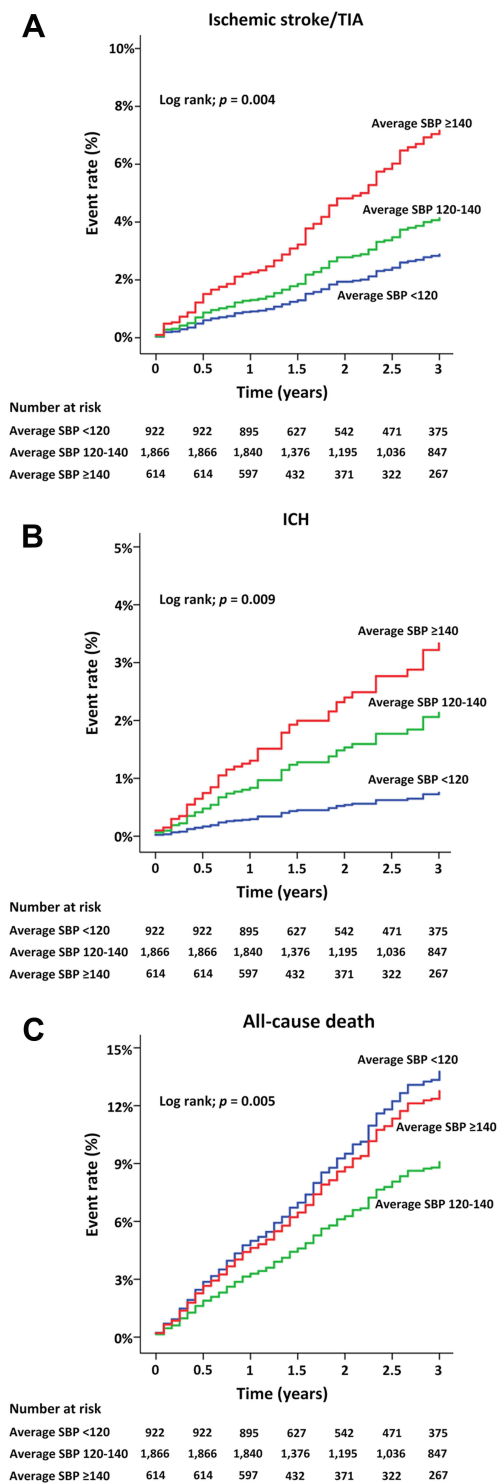 A
Ischemic stroke/TIA
10%
8%
6%
4%
2%
0%
Event rate (%)
Log rank; p = 0.004
Average SBP ≥140
Average SBP 120-140
Average SBP <120
0 0.5 1 1.5 2 2.5 3
Time (years)
Number at risk
Average SBP <120 922 922 895 627 542 471 375
Average SBP 120-140 1,866 1,866 1,840 1,376 1,195 1,036 847
Average SBP ≥140 614 614 597 432 371 322 267
B
ICH
5%
4%
3%
2%
1%
0%
Event rate (%)
Log rank; p = 0.009
Average SBP ≥140
Average SBP 120-140
Average SBP <120
0 0.5 1 1.5 2 2.5 3
Time (years)
Number at risk
Average SBP <120 922 922 895 627 542 471 375
Average SBP 120-140 1,866 1,866 1,840 1,376 1,195 1,036 847
Average SBP ≥140 614 614 597 432 371 322 267
C
All-cause death
15%
12%
9%
6%
3%
0%
Event rate (%)
Log rank; p = 0.005
Average SBP <120
Average SBP ≥140
Average SBP 120-140
0 0.5 1 1.5 2 2.5 3
Time (years)
Number at risk
Average SBP <120 922 922 895 627 542 471 375
Average SBP 120-140 1,866 1,866 1,840 1,376 1,195 1,036 847
Average SBP ≥140 614 614 597 432 371 322 267